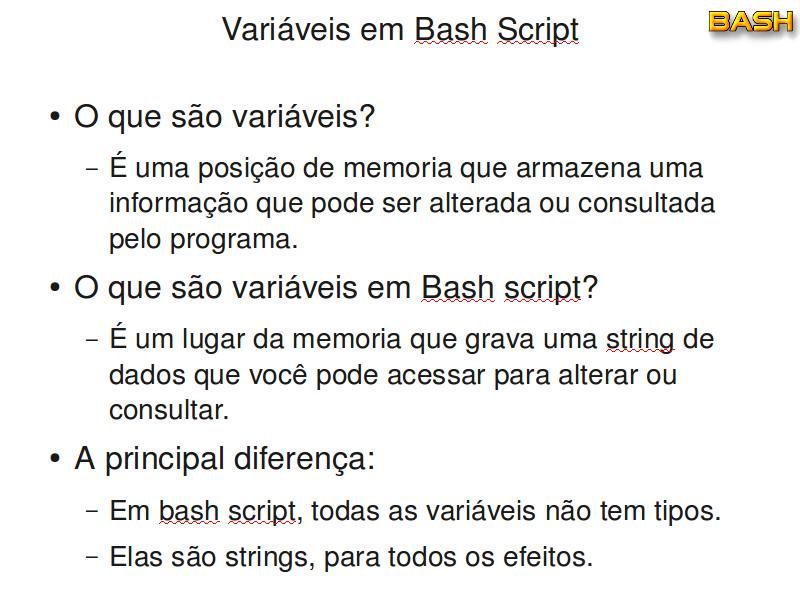 Variáveis em Bash Script
BASH
• O que são variáveis?
– É uma posição de memoria que armazena uma
informação que pode ser alterada ou consultada
pelo programa.
• O que são variáveis em Bash script?
– É um lugar da memoria que grava uma string de
dados que você pode acessar para alterar ou
consultar.
• A principal diferença:
– Em bash script, todas as variáveis não tem tipos.
– Elas são strings, para todos os efeitos.